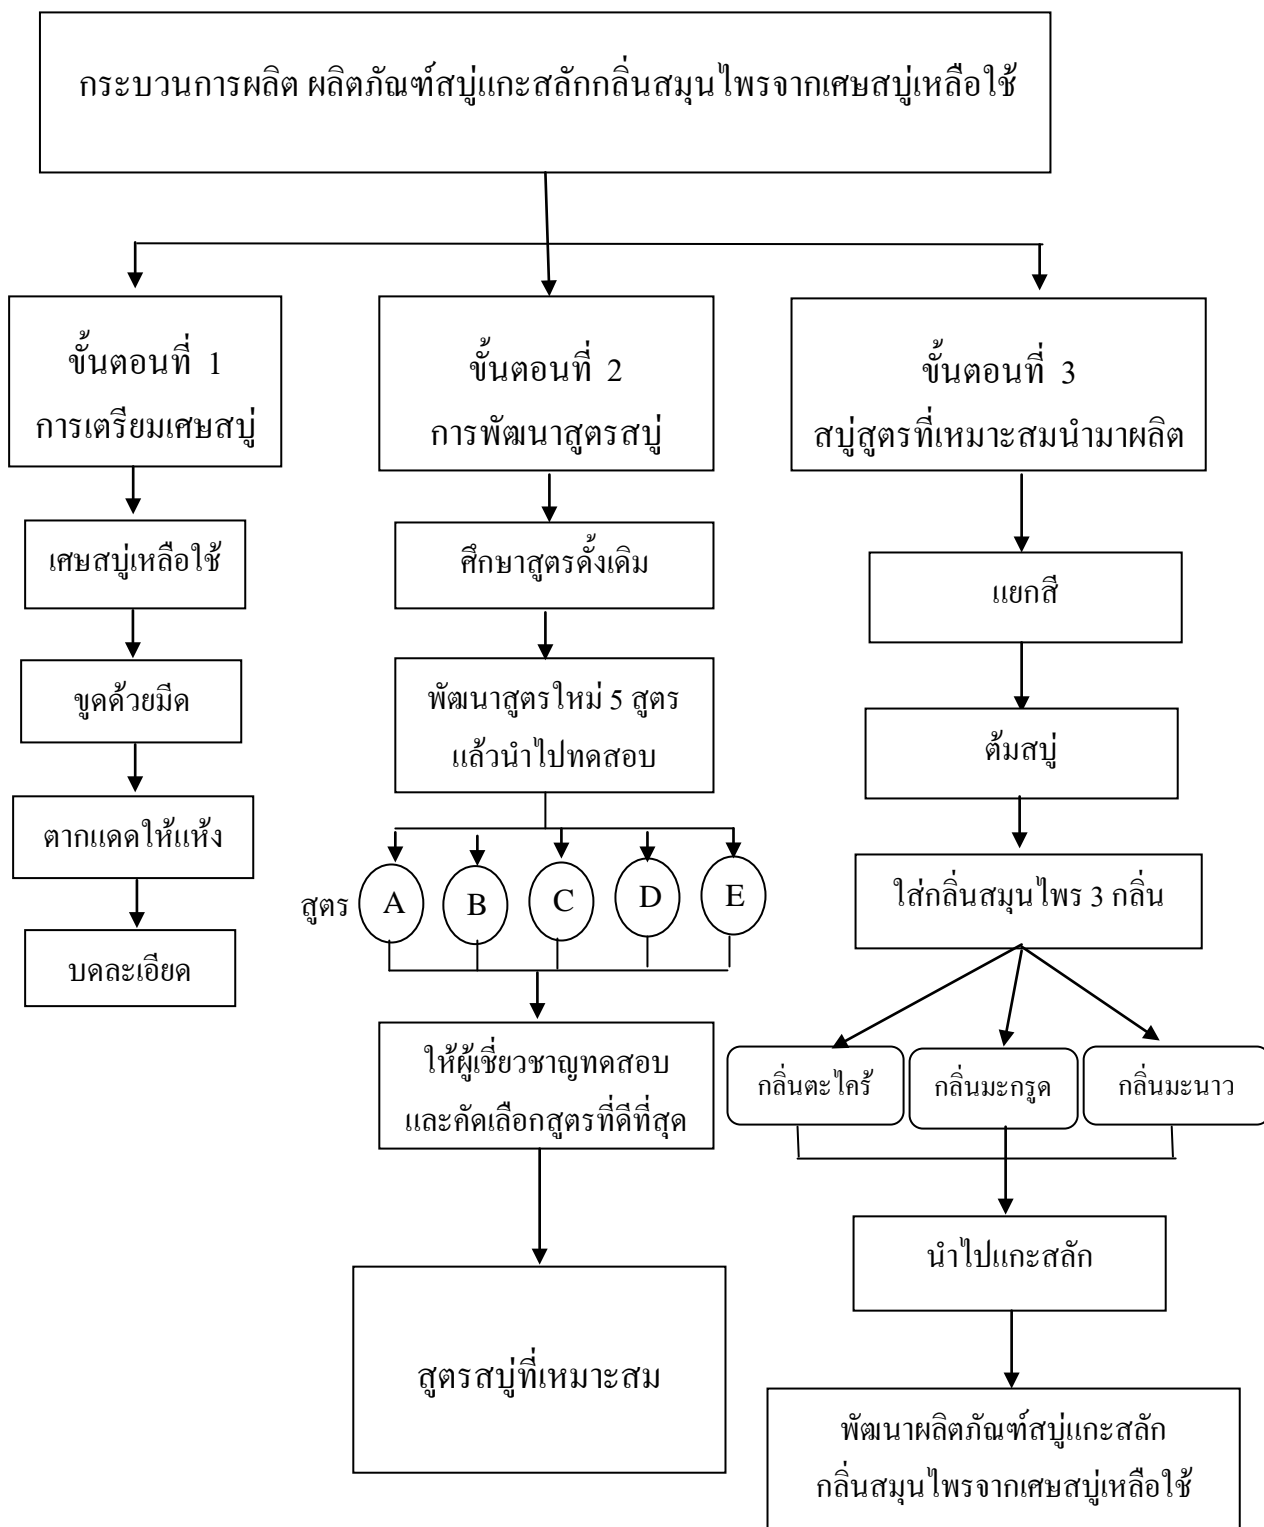 กระบวนการผลิต ผลิตภัณฑ์สบู่แกะสลักกลิ่นสมุนไพรจากเศษสบู่เหลือใช้
ขั้นตอนที่ 1
การเตรียมเศษสบู่
เศษสบู่เหลือใช้
ขูดด้วยมีด
ตากแดดให้แห้ง
บดละเอียด
ขั้นตอนที่ 2
การพัฒนาสูตรสบู่
ศึกษาสูตรดั้งเดิม
พัฒนาสูตรใหม่ 5 สูตร
แล้วนำไปทดสอบ
สูตร A B C D E
ให้ผู้เชี่ยวชาญทดสอบ
และคัดเลือกสูตรที่ดีที่สุด
สูตรสบู่ที่เหมาะสม
ขั้นตอนที่ 3
สบู่สูตรที่เหมาะสมนำมาผลิต
แยกสี
ต้มสบู่
ใส่กลิ่นสมุนไพร 3 กลิ่น
กลิ่นตะไคร้ กลิ่นมะกรูด กลิ่นมะนาว
นำไปแกะสลัก
พัฒนาผลิตภัณฑ์สบู่แกะสลัก
กลิ่นสมุนไพรจากเศษสบู่เหลือใช้